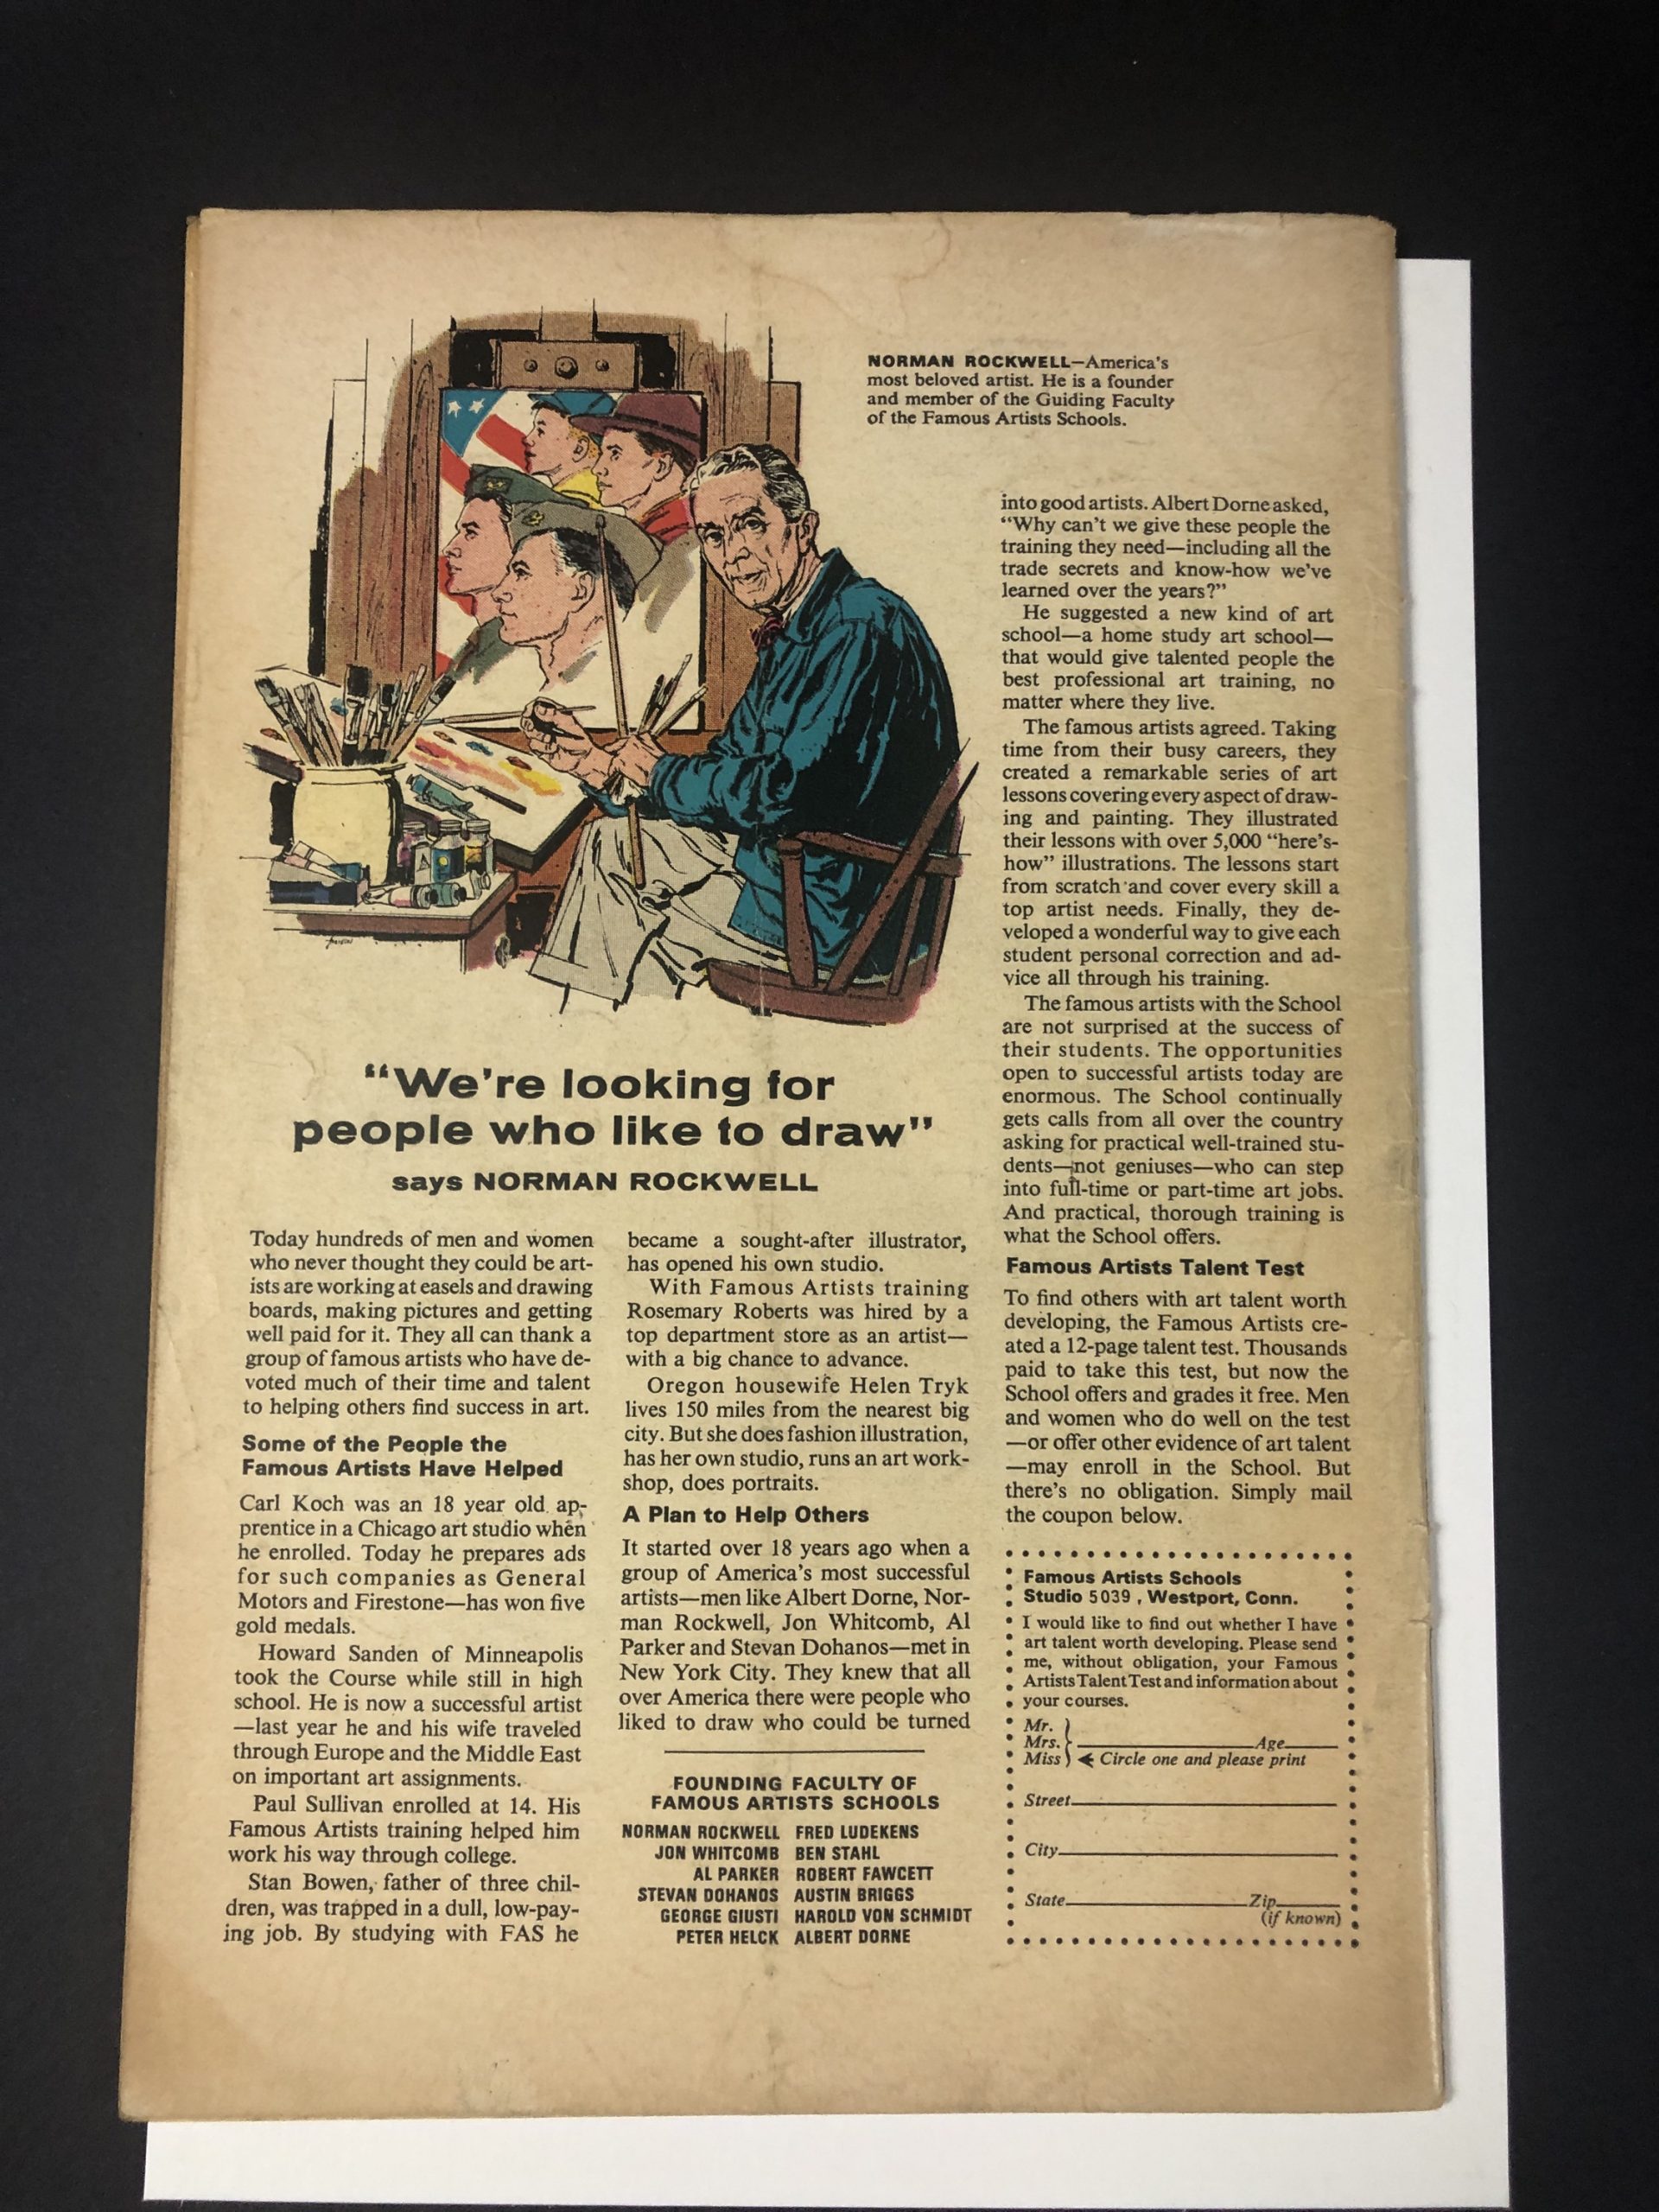 NORMAN ROCKWELL—America's
most beloved artist. He is a founder
and member of the Guiding Faculty
of the Famous Artists Schools.
"We're looking for
people who like to draw"
says NORMAN ROCKWELL
Today hundreds of men and women
who never thought they could be art-
ists are working at easels and drawing
boards, making pictures and getting
well paid for it. They all can thank a
group of famous artists who have de-
voted much of their time and talent
to helping others find success in art.
Some of the People the
Famous Artists Have Helped
Carl Koch was an 18 year old ap-
prentice in a Chicago art studio when
he enrolled. Today he prepares ads
for such companies as General
Motors and Firestone—has won five
gold medals.
Howard Sanden of Minneapolis
took the Course while still in high
school. He is now a successful artist
—last year he and his wife traveled
through Europe and the Middle East
on important art assignments.
Paul Sullivan enrolled at 14. His
Famous Artists training helped him
work his way through college.
Stan Bowen, father of three chil-
dren, was trapped in a dull, low-pay-
ing job. By studying with FAS he
became a sought-after illustrator,
has opened his own studio.
With Famous Artists training
Rosemary Roberts was hired by a
top department store as an artist—
with a big chance to advance.
Oregon housewife Helen Tryk
lives 150 miles from the nearest big
city. But she does fashion illustration,
has her own studio, runs an art work-
shop, does portraits.
A Plan to Help Others
It started over 18 years ago when a
group of America's most successful
artists—men like Albert Dorne, Nor-
man Rockwell, Jon Whitcomb, Al
Parker and Stevan Dohanos—met in
New York City. They knew that all
over America there were people who
liked to draw who could be turned
FOUNDING FACULTY OF
FAMOUS ARTISTS SCHOOLS
NORMAN ROCKWELL FRED LUDEKENS
JON WHITCOMB BEN STAHL
AL PARKER ROBERT FAWCETT
STEVAN DOHANOS AUSTIN BRIGGS
GEORGE GIUSTI HAROLD VON SCHMIDT
PETER HELCK ALBERT DORNE
into good artists. Albert Dorne asked,
"Why can't we give these people the
training they need—including all the
trade secrets and know-how we've
learned over the years?"
He suggested a new kind of art
school—a home study art school—
that would give talented people the
best professional art training, no
matter where they live.
The famous artists agreed. Taking
time from their busy careers, they
created a remarkable series of art
lessons covering every aspect of draw-
ing and painting. They illustrated
their lessons with over 5,000 "here's-
how" illustrations. The lessons start
from scratch and cover every skill a
top artist needs. Finally, they de-
veloped a wonderful way to give each
student personal correction and ad-
vice all through his training.
The famous artists with the School
are not surprised at the success of
their students. The opportunities
open to successful artists today are
enormous. The School continually
gets calls from all over the country
asking for practical well-trained stu-
dents—not geniuses—who can step
into full-time or part-time art jobs.
And practical, thorough training is
what the School offers.
Famous Artists Talent Test
To find others with art talent worth
developing, the Famous Artists cre-
ated a 12-page talent test. Thousands
paid to take this test, but now the
School offers and grades it free. Men
and women who do well on the test
—or offer other evidence of art talent
—may enroll in the School. But
there's no obligation. Simply mail
the coupon below.
Famous Artists Schools
Studio 5039, Westport, Conn.
I would like to find out whether I have
art talent worth developing. Please send
me, without obligation, your Famous
Artists Talent Test and information about
your courses.
Mr.
Mrs. Age
Miss Circle one and please print
Street
City
State Zip
(if known)